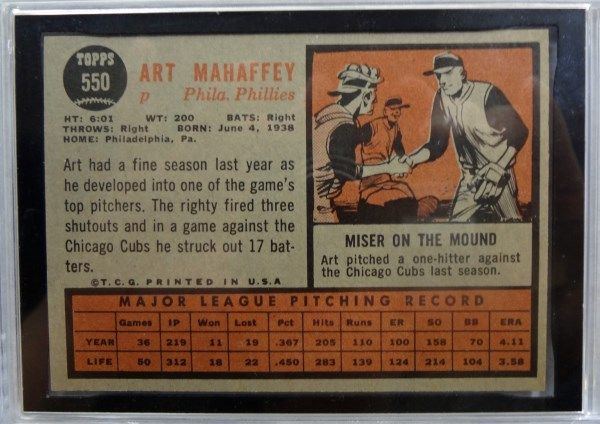 TOPPS
550
ART MAHAFFEY
p Phila. Phillies
HT: 6:01 WT: 200 BATS: Right
THROWS: Right BORN: June 4, 1938
HOME: Philadelphia, Pa.
Art had a fine season last year as
he developed into one of the game's
top pitchers. The righty fired three
shutouts and in a game against the
Chicago Cubs he struck out 17 bat-
ters.
©T.C.G. PRINTED IN U.S.A
MISER ON THE MOUND
Art pitched a one-hitter against
the Chicago Cubs last season.
MAJOR LEAGUE PITCHING RECORD
Games IP Won Lost Pct Hits Runs ER SO BB ERA
YEAR 36 219 11 19 .367 205 110 100 158 70 4.11
LIFE 50 312 18 22 .450 283 139 124 214 104 3.58